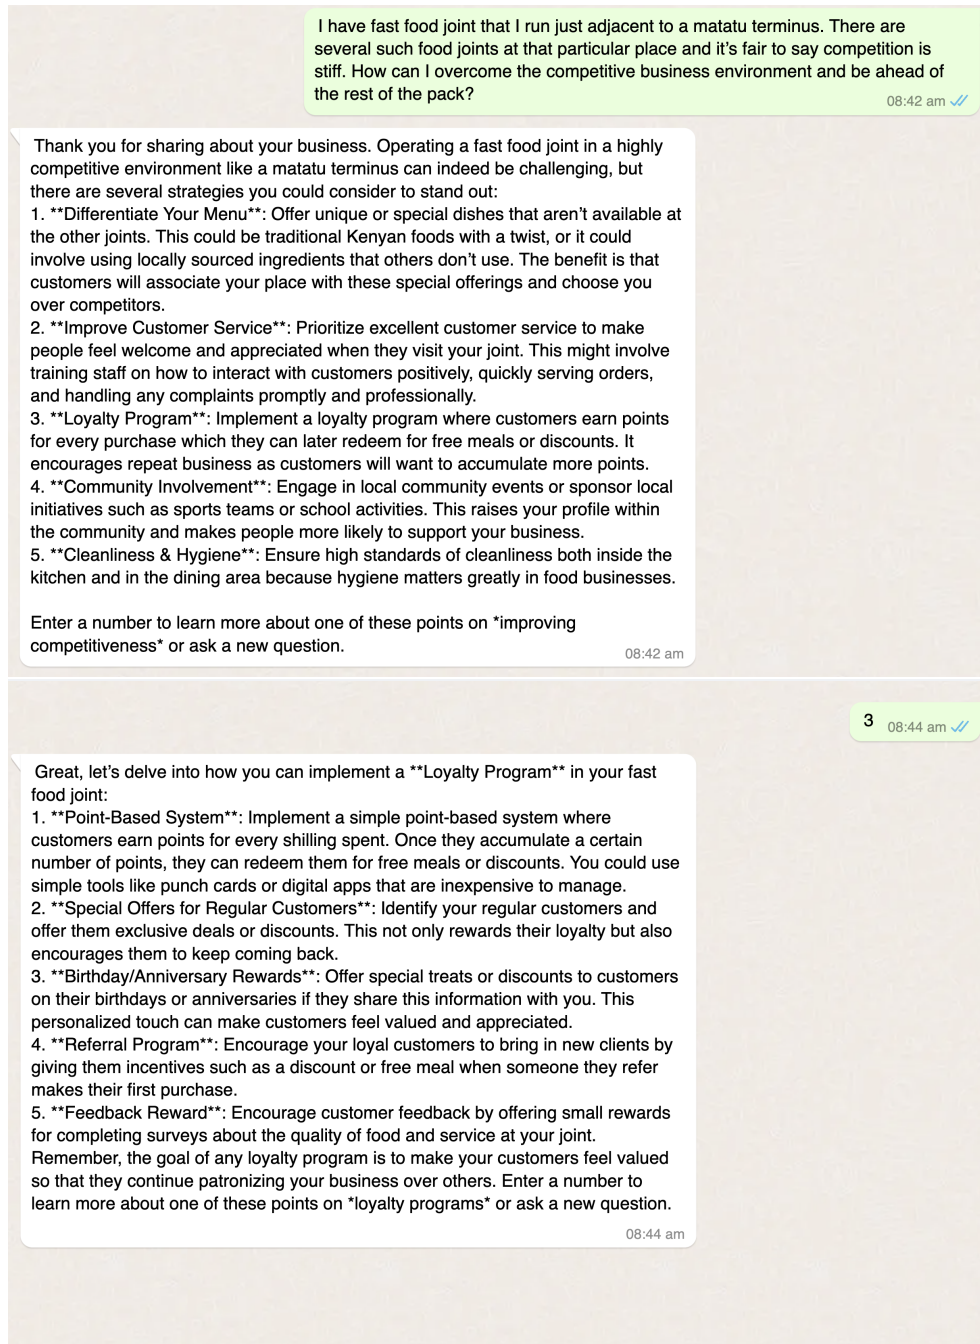 I have fast food joint that I run just adjacent to a matatu terminus. There are
several such food joints at that particular place and it’s fair to say competition is
stiff. How can I overcome the competitive business environment and be ahead of
the rest of the pack?
08:42 am
Thank you for sharing about your business. Operating a fast food joint in a highly
competitive environment like a matatu terminus can indeed be challenging, but
there are several strategies you could consider to stand out:
1. **Differentiate Your Menu**: Offer unique or special dishes that aren’t available at
the other joints. This could be traditional Kenyan foods with a twist, or it could
involve using locally sourced ingredients that others don’t use. The benefit is that
customers will associate your place with these special offerings and choose you
over competitors.
2. **Improve Customer Service**: Prioritize excellent customer service to make
people feel welcome and appreciated when they visit your joint. This might involve
training staff on how to interact with customers positively, quickly serving orders,
and handling any complaints promptly and professionally.
3. **Loyalty Program**: Implement a loyalty program where customers earn points
for every purchase which they can later redeem for free meals or discounts. It
encourages repeat business as customers will want to accumulate more points.
4. **Community Involvement**: Engage in local community events or sponsor local
initiatives such as sports teams or school activities. This raises your profile within
the community and makes people more likely to support your business.
5. **Cleanliness & Hygiene**: Ensure high standards of cleanliness both inside the
kitchen and in the dining area because hygiene matters greatly in food businesses.
Enter a number to learn more about one of these points on *improving
competitiveness* or ask a new question.
08:42 am
3
08:44 am
Great, let’s delve into how you can implement a **Loyalty Program** in your fast
food joint:
1. **Point-Based System**: Implement a simple point-based system where
customers earn points for every shilling spent. Once they accumulate a certain
number of points, they can redeem them for free meals or discounts. You could use
simple tools like punch cards or digital apps that are inexpensive to manage.
2. **Special Offers for Regular Customers**: Identify your regular customers and
offer them exclusive deals or discounts. This not only rewards their loyalty but also
encourages them to keep coming back.
3. **Birthday/Anniversary Rewards**: Offer special treats or discounts to customers
on their birthdays or anniversaries if they share this information with you. This
personalized touch can make customers feel valued and appreciated.
4. **Referral Program**: Encourage your loyal customers to bring in new clients by
giving them incentives such as a discount or free meal when someone they refer
makes their first purchase.
5. **Feedback Reward**: Encourage customer feedback by offering small rewards
for completing surveys about the quality of food and service at your joint.
Remember, the goal of any loyalty program is to make your customers feel valued
so that they continue patronizing your business over others. Enter a number to
learn more about one of these points on *loyalty programs* or ask a new question.
08:44 am